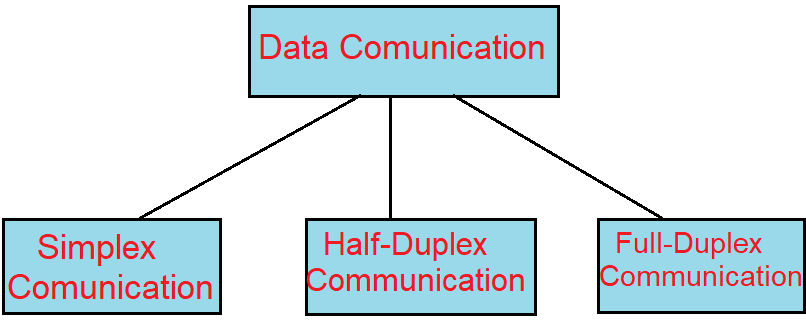 Data Comunication
Simplex
Comunication
Half-Duplex
Communication
Full-Duplex
Communication